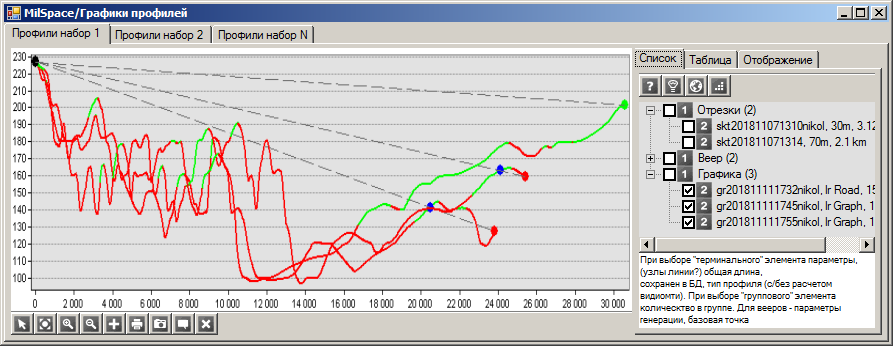 MilSpace/Графики профилей
Профили набор 1
Профили набор 2
Профили набор N
230
220
210
200
190
180
170
160
150
140
130
120
110
100
0
2 000
4 000
6 000
8 000
10 000
12 000
14 000
16 000
18 000
20 000
22 000
24 000
26 000
28 000
30 000
Список
Таблица
Отображение
1 Отрезки (2)
2 skt201811071310nikol, 30m, 3.12
2 skt201811071314, 70m, 2.1 km
1 Веер (2)
1 Графика (3)
2 gr201811111732nikol, lr Road, 15
2 gr201811111745nikol, lr Graph, 1
2 gr201811111755nikol, lr Graph, 1
При выборе "терминального" элемента параметры,
(узлы линии?) общая длина,
сохранен в БД, тип профиля (с/без расчетом
видиомти). При выборе "группового" элемента
количекство в группе. Для вееров - параметры
генерации, базовая точка